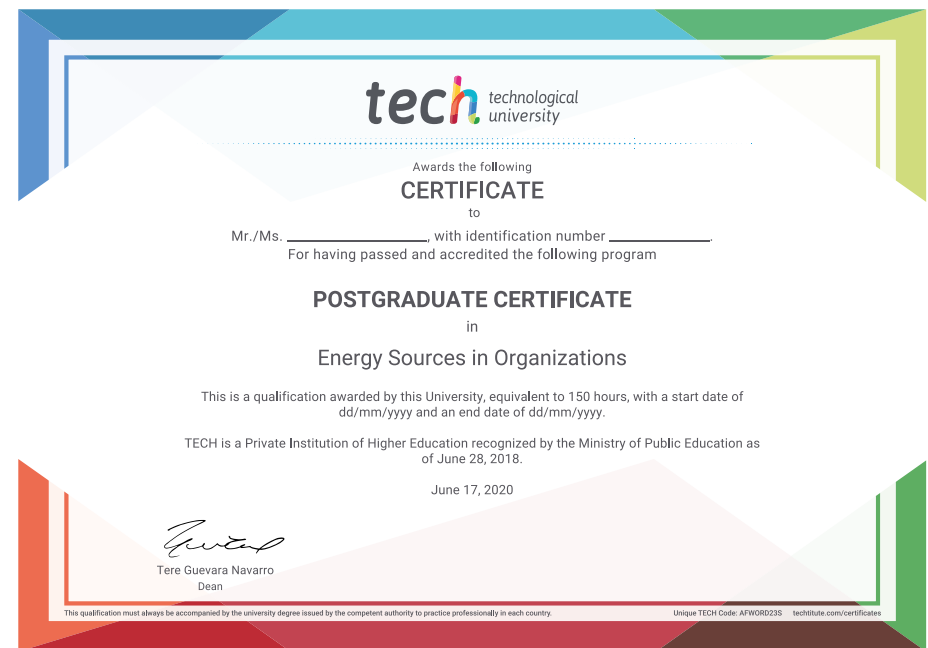 tech technological
university
Awards the following
CERTIFICATE
to
Mr./Ms. ____________________, with identification number ______________.
For having passed and accredited the following program
POSTGRADUATE CERTIFICATE
in
Energy Sources in Organizations
This is a qualification awarded by this University, equivalent to 150 hours, with a start date of
dd/mm/yyyy and an end date of dd/mm/yyyy.
TECH is a Private Institution of Higher Education recognized by the Ministry of Public Education as
of June 28, 2018.
June 17, 2020
Tere Guevara Navarro
Dean
This qualification must always be accompanied by the university degree issued by the competent authority to practice professionally in each country. Unique TECH Code: AFWORD23S techtitute.com/certificates